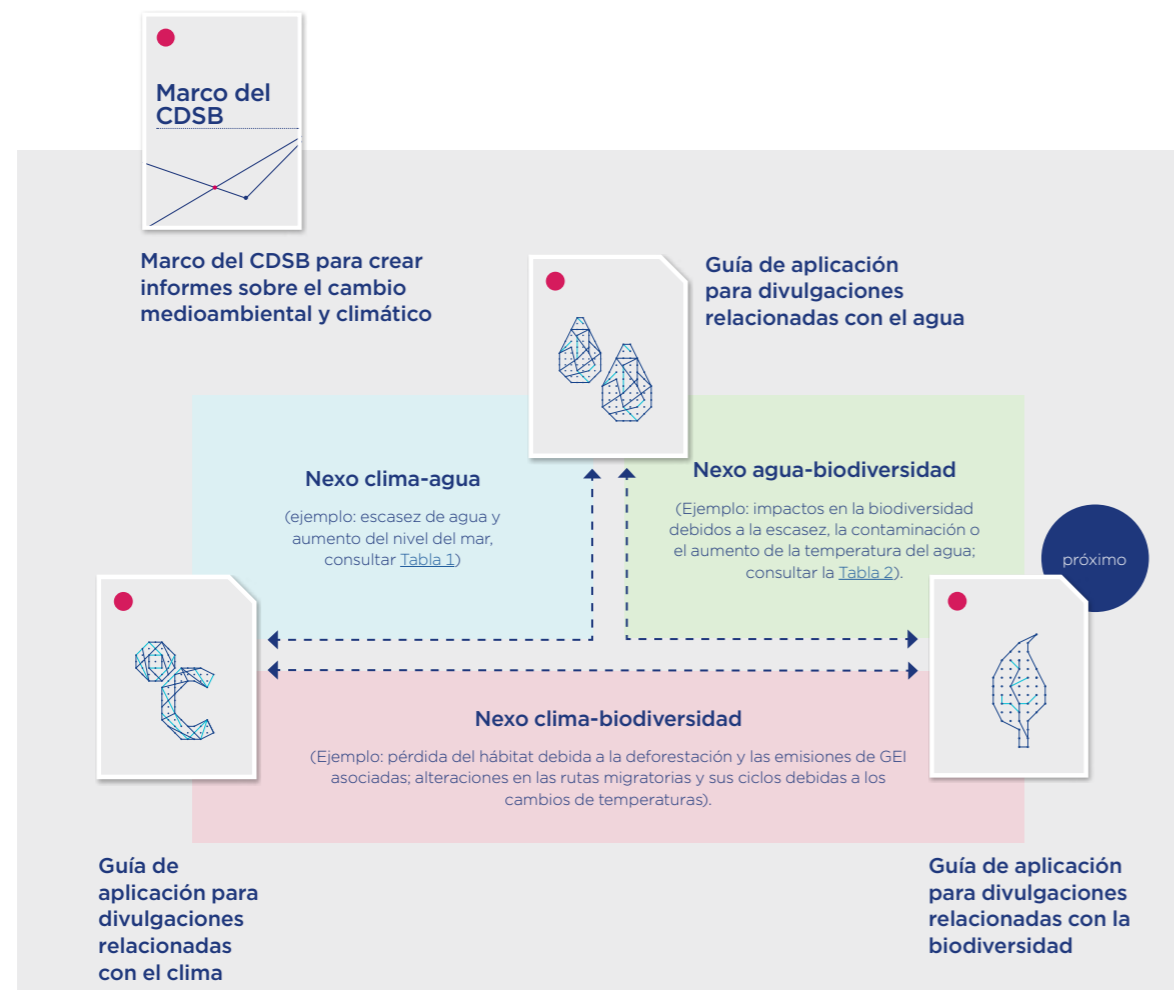 Marco del
CDSB
Marco del CDSB para crear
informes sobre el cambio
medioambiental y climático
Guía de aplicación
para divulgaciones
relacionadas con el agua
Nexo clima-agua
(ejemplo: escasez de agua y
aumento del nivel del mar,
consultar Tabla 1)
Nexo agua-biodiversidad
(Ejemplo: impactos en la biodiversidad
debidos a la escasez, la contaminación o
el aumento de la temperatura del agua;
consultar la Tabla 2).
próximo
Nexo clima-biodiversidad
(Ejemplo: pérdida del hábitat debida a la deforestación y las emisiones de GEI
asociadas; alteraciones en las rutas migratorias y sus ciclos debidas a los
cambios de temperaturas).
Guía de
aplicación para
divulgaciones
relacionadas
con el clima
Guía de aplicación
para divulgaciones
relacionadas con la
biodiversidad